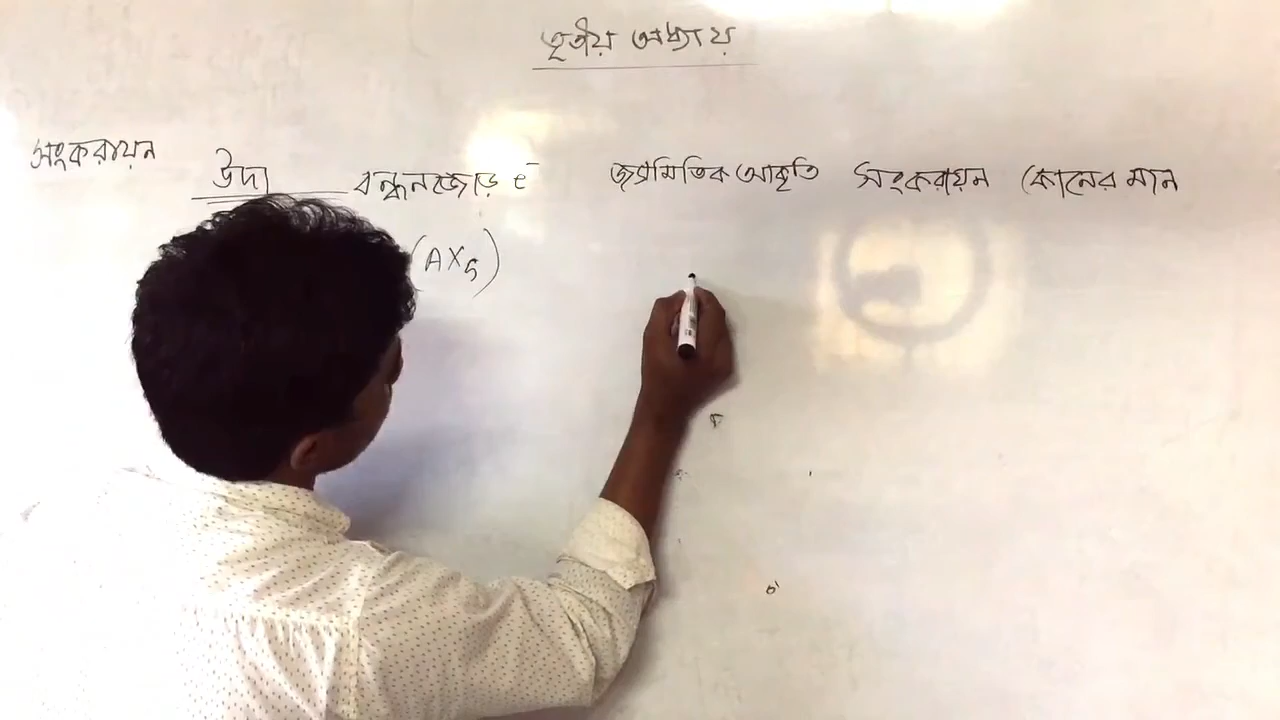 তৃতীয় অধ্যায়
সংকরায়ন উদা বন্ধনজোড় e⁻ জ্যামিতিক আকৃতি সংকরায়ন কোনের মান
(AX₅)